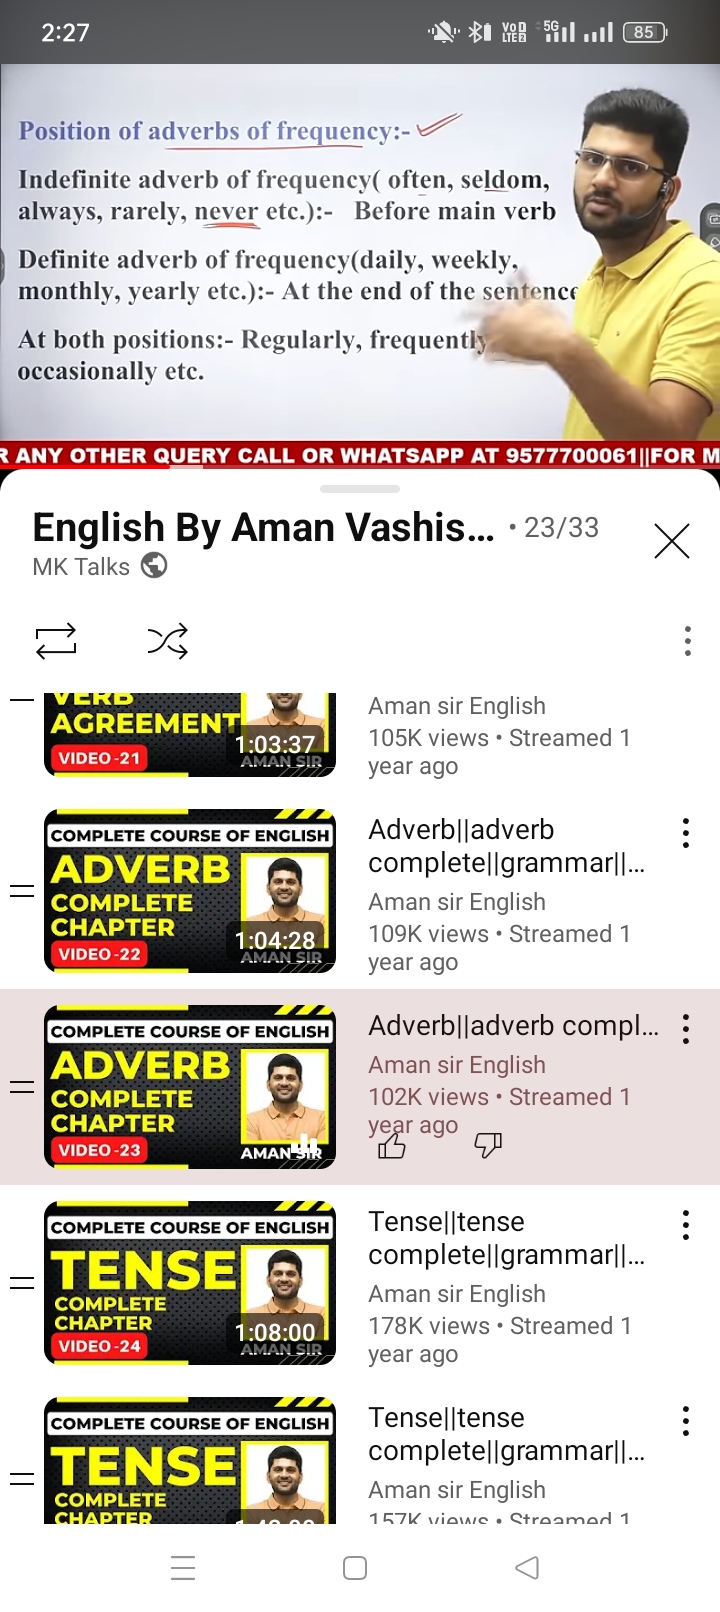 2:27
VoD
LTE2
5G
85
Position of adverbs of frequency:-
Indefinite adverb of frequency( often, seldom,
always, rarely, never etc.):- Before main verb
Definite adverb of frequency(daily, weekly,
monthly, yearly etc.):- At the end of the sentence
At both positions:- Regularly, frequently
occasionally etc.
R ANY OTHER QUERY CALL OR WHATSAPP AT 9577700061||FOR M
English By Aman Vashis... • 23/33
MK Talks
VERB
AGREEMENT
VIDEO -21
1:03:37
AMAN SIR
Aman sir English
105K views • Streamed 1
year ago
COMPLETE COURSE OF ENGLISH
ADVERB
COMPLETE
CHAPTER
VIDEO -22
1:04:28
AMAN SIR
Adverb||adverb
complete||grammar||...
Aman sir English
109K views • Streamed 1
year ago
COMPLETE COURSE OF ENGLISH
ADVERB
COMPLETE
CHAPTER
VIDEO -23
AMAN SIR
Adverb||adverb compl...
Aman sir English
102K views • Streamed 1
year ago
COMPLETE COURSE OF ENGLISH
TENSE
COMPLETE
CHAPTER
VIDEO -24
1:08:00
AMAN SIR
Tense||tense
complete||grammar||...
Aman sir English
178K views • Streamed 1
year ago
COMPLETE COURSE OF ENGLISH
TENSE
COMPLETE
CHAPTER
Tense||tense
complete||grammar||...
Aman sir English
157K views • Streamed 1